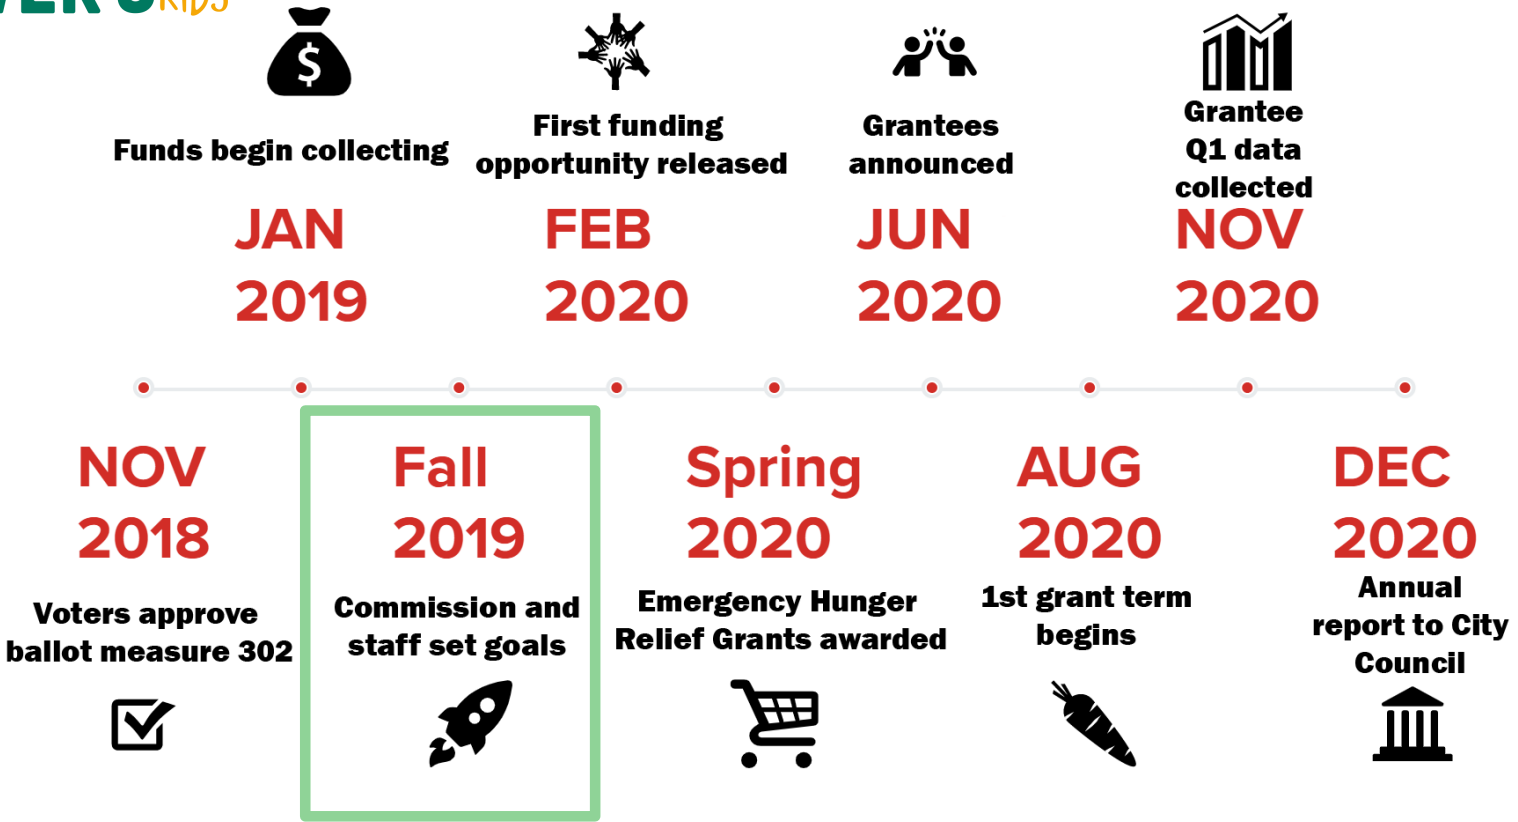 KIDS
$
Funds begin collecting
JAN
2019
First funding
opportunity released
FEB
2020
Grantees
announced
JUN
2020
Grantee
Q1 data
collected
NOV
2020
NOV
2018
Voters approve
ballot measure 302
Fall
2019
Commission and
staff set goals
Spring
2020
Emergency Hunger
Relief Grants awarded
AUG
2020
1st grant term
begins
DEC
2020
Annual
report to City
Council